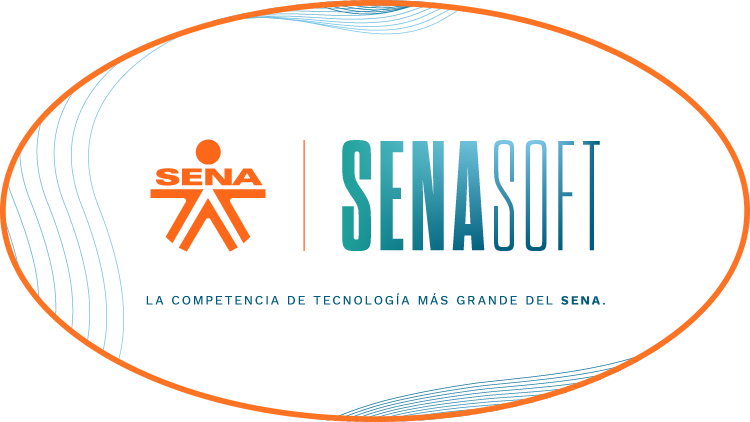 SENA
SENASOFT
LA COMPETENCIA DE TECNOLOGÍA MÁS GRANDE DEL SENA.